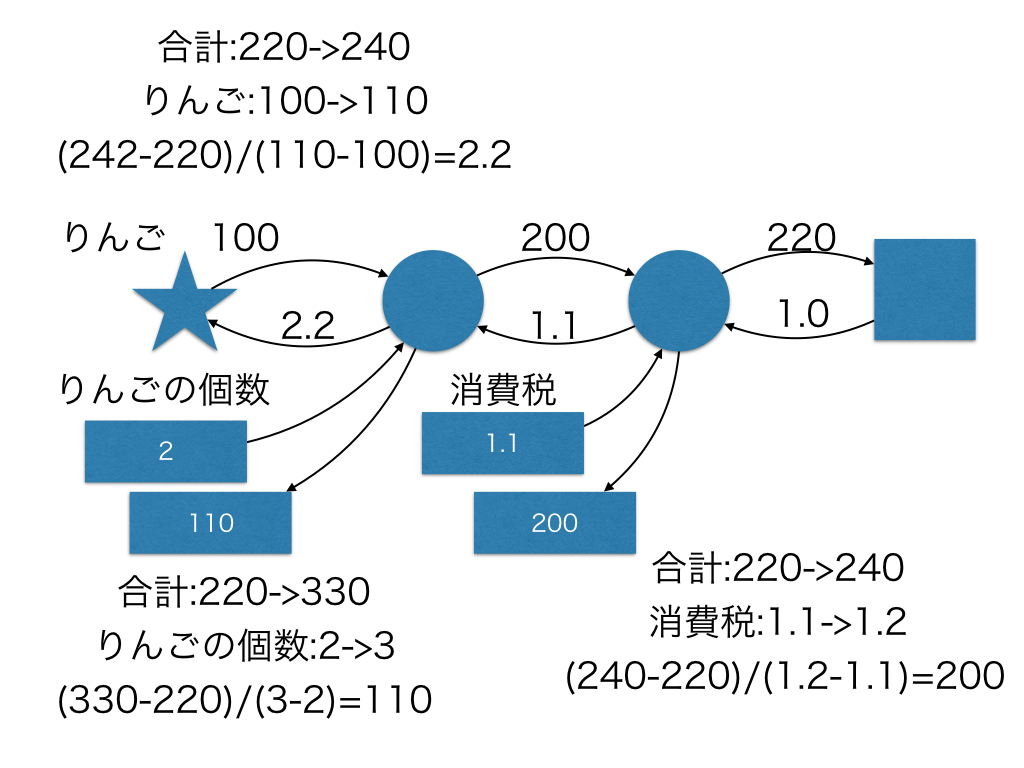 合計:220->240
りんご:100->110
(242-220)/(110-100)=2.2
りんご 100
200
220
2.2
1.1
1.0
りんごの個数
消費税
2
1.1
110
200
合計:220->330
りんごの個数:2->3
(330-220)/(3-2)=110
合計:220->240
消費税:1.1->1.2
(240-220)/(1.2-1.1)=200